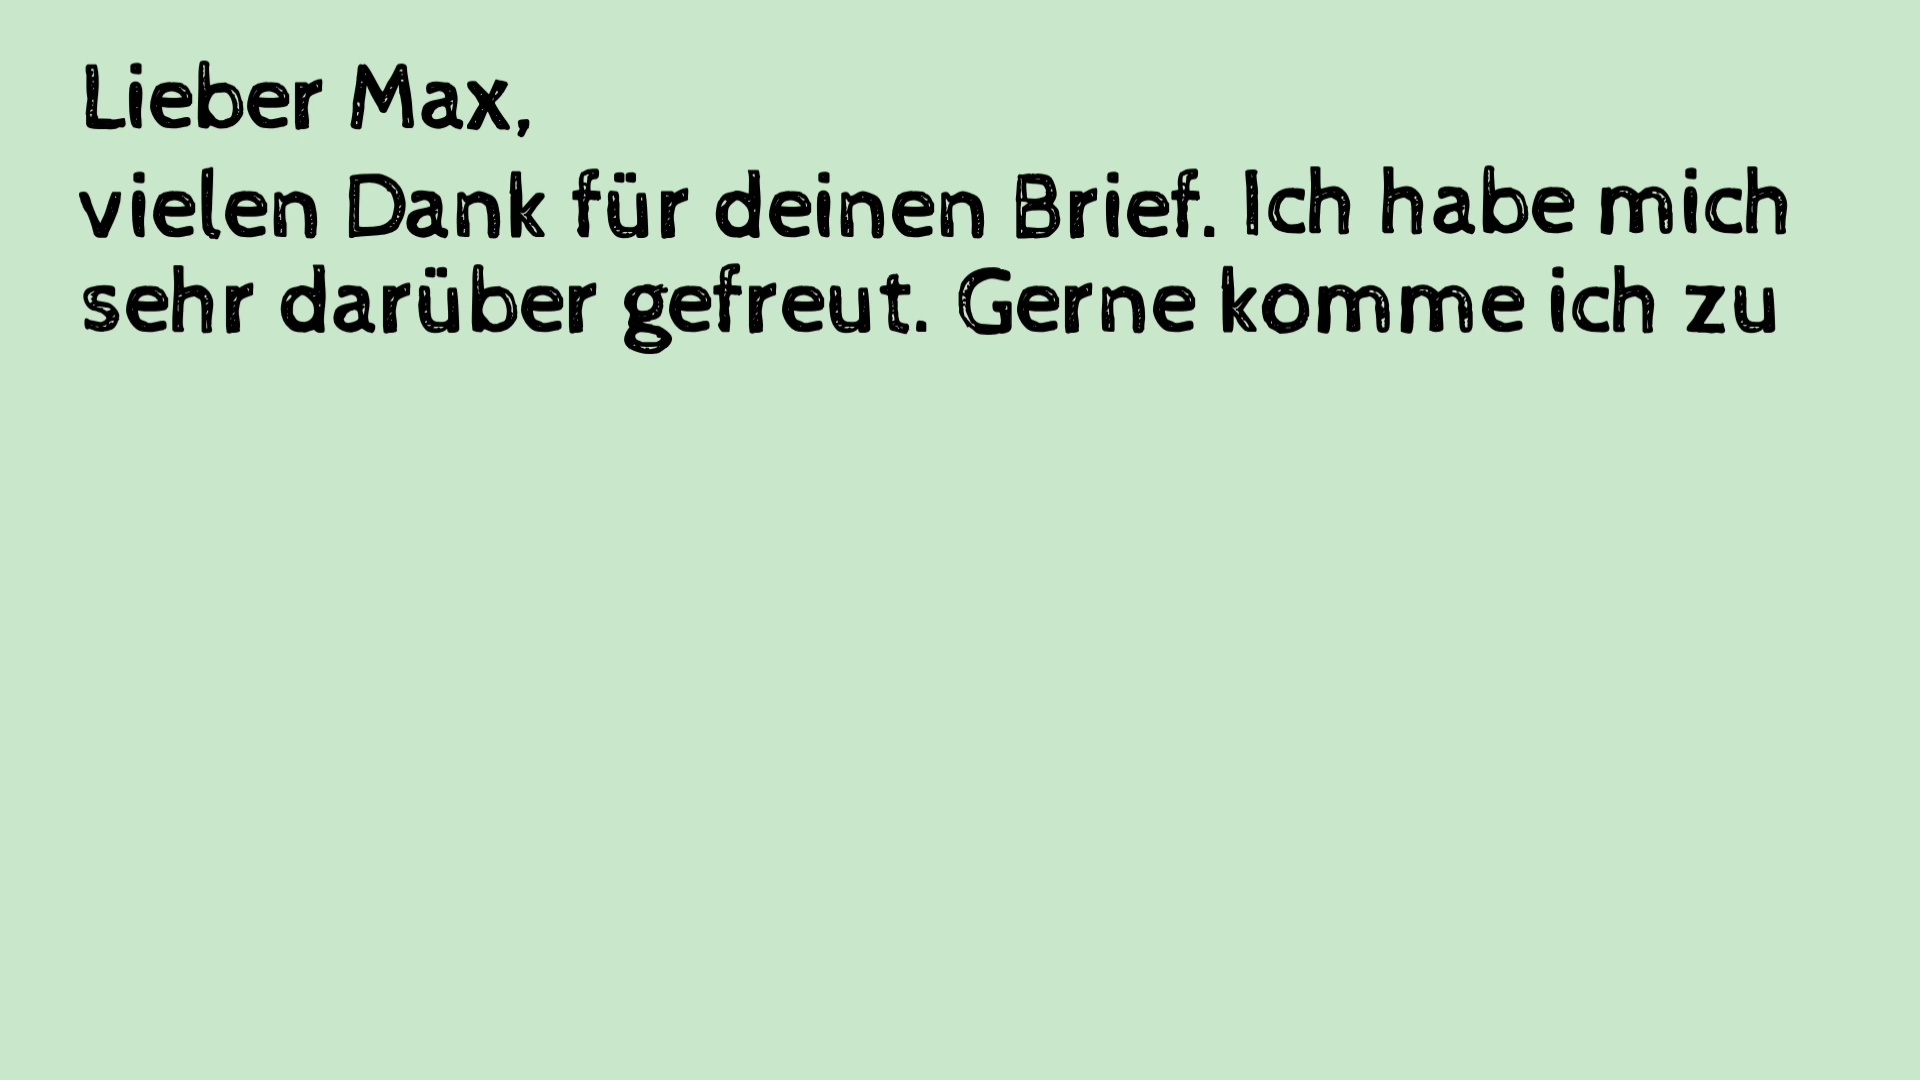 Lieber Max,
vielen Dank für deinen Brief. Ich habe mich
sehr darüber gefreut. Gerne komme ich zu